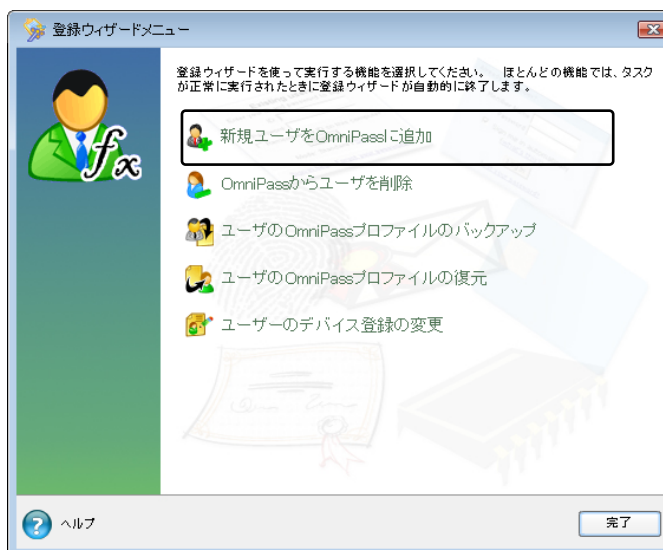 登録ウィザードメニュー
登録ウィザードを使って実行する機能を選択してください。 ほとんどの機能では、タスク
が正常に実行されたときに登録ウィザードが自動的に終了します。
fx
新規ユーザをOmniPassに追加
OmniPassからユーザを削除
ユーザのOmniPassプロファイルのバックアップ
ユーザのOmniPassプロファイルの復元
ユーザーのデバイス登録の変更
? ヘルプ
完了